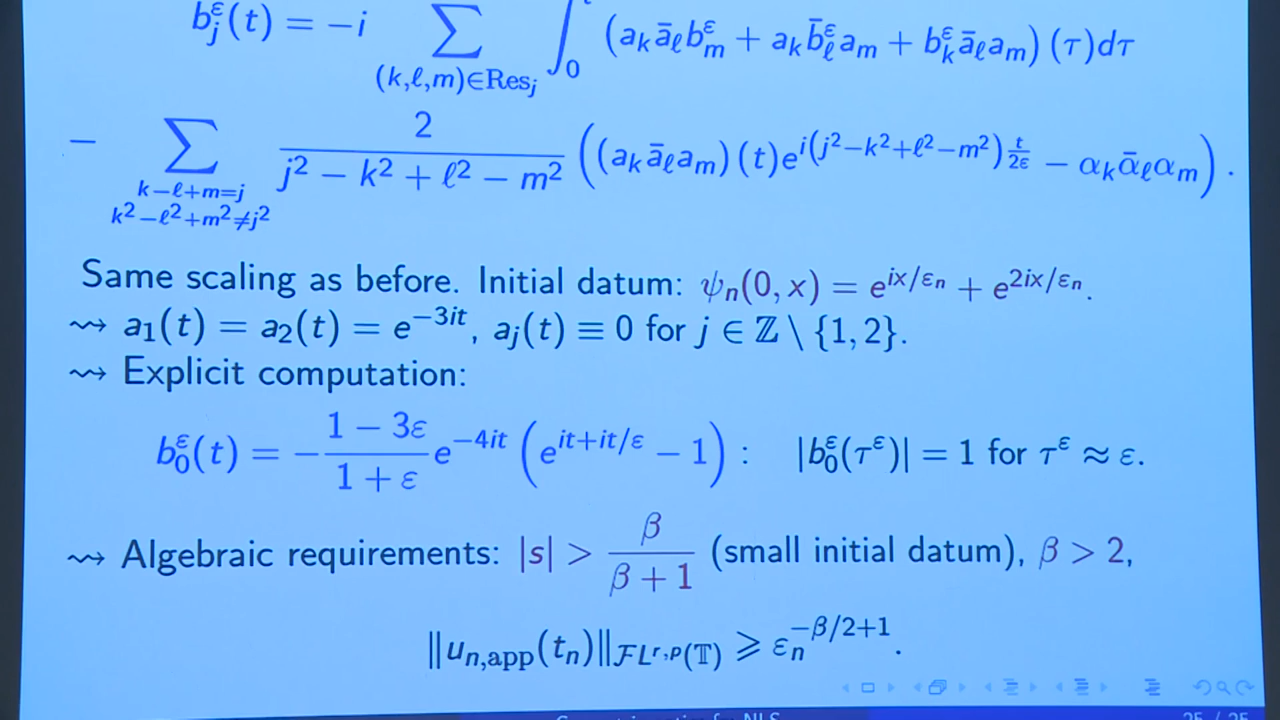 b_j^ε(t) = −i ∑_{(k,ℓ,m)∈Res_j} ∫_0 (a_k ā_ℓ b_m^ε + a_k b̄_ℓ^ε a_m + b_k^ε ā_ℓ a_m) (τ)dτ
− ∑_{k−ℓ+m=j, k²−ℓ²+m²≠j²} 2/(j² − k² + ℓ² − m²) ((a_k ā_ℓ a_m) (t)e^{i(j²−k²+ℓ²−m²) t/2ε} − α_k ᾱ_ℓ α_m) .
Same scaling as before. Initial datum: ψ_n(0, x) = e^{ix/ε_n} + e^{2ix/ε_n}.
⇝ a_1(t) = a_2(t) = e^{−3it}, a_j(t) ≡ 0 for j ∈ ℤ \ {1, 2}.
⇝ Explicit computation:
b_0^ε(t) = − (1 − 3ε)/(1 + ε) e^{−4it} (e^{it+it/ε} − 1) : |b_0^ε(τ^ε)| = 1 for τ^ε ≈ ε.
⇝ Algebraic requirements: |s| > β/(β + 1) (small initial datum), β > 2,
‖u_{n,app}(t_n)‖_{ℱL^{r,p}(𝕋)} ⩾ ε_n^{−β/2+1}.